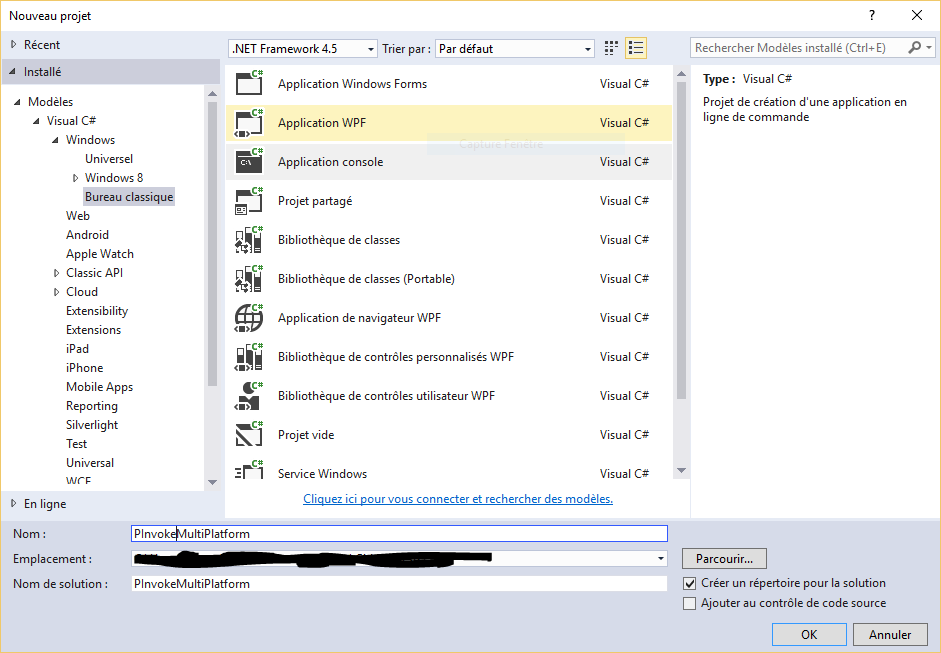 Nouveau projet
Récent
Installé
Modèles
Visual C#
Windows
Universel
Windows 8
Bureau classique
Web
Android
Apple Watch
Classic API
Cloud
Extensibility
Extensions
iPad
iPhone
Mobile Apps
Reporting
Silverlight
Test
Universal
WCF
En ligne
.NET Framework 4.5 Trier par : Par défaut
Application Windows Forms Visual C#
Application WPF Visual C#
Capture Fenêtre
Application console Visual C#
Projet partagé Visual C#
Bibliothèque de classes Visual C#
Bibliothèque de classes (Portable) Visual C#
Application de navigateur WPF Visual C#
Bibliothèque de contrôles personnalisés WPF Visual C#
Bibliothèque de contrôles utilisateur WPF Visual C#
Projet vide Visual C#
Service Windows Visual C#
Cliquez ici pour vous connecter et rechercher des modèles.
Rechercher Modèles installé (Ctrl+E)
Type : Visual C#
Projet de création d'une application en
ligne de commande
Nom : PInvokeMultiPlatform
Emplacement : Parcourir...
Nom de solution : PInvokeMultiPlatform
Créer un répertoire pour la solution
Ajouter au contrôle de code source
OK Annuler